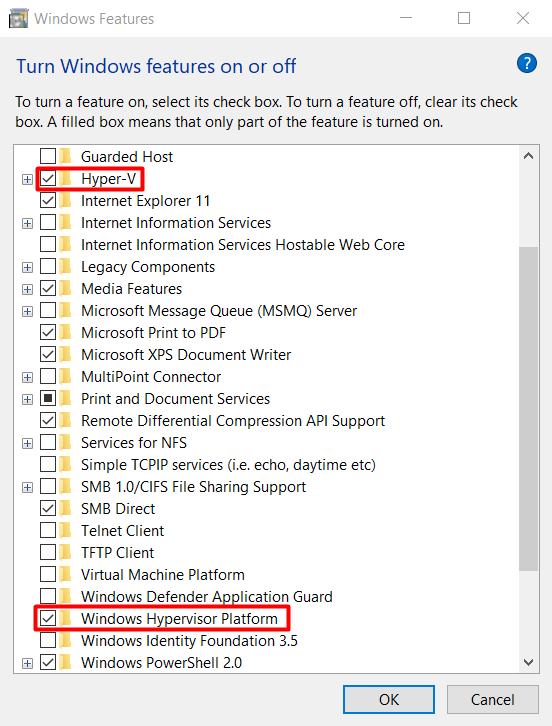 Windows Features
Turn Windows features on or off
?
To turn a feature on, select its check box. To turn a feature off, clear its check
box. A filled box means that only part of the feature is turned on.
Guarded Host
Hyper-V
Internet Explorer 11
Internet Information Services
Internet Information Services Hostable Web Core
Legacy Components
Media Features
Microsoft Message Queue (MSMQ) Server
Microsoft Print to PDF
Microsoft XPS Document Writer
MultiPoint Connector
Print and Document Services
Remote Differential Compression API Support
Services for NFS
Simple TCPIP services (i.e. echo, daytime etc)
SMB 1.0/CIFS File Sharing Support
SMB Direct
Telnet Client
TFTP Client
Virtual Machine Platform
Windows Defender Application Guard
Windows Hypervisor Platform
Windows Identity Foundation 3.5
Windows PowerShell 2.0
OK Cancel